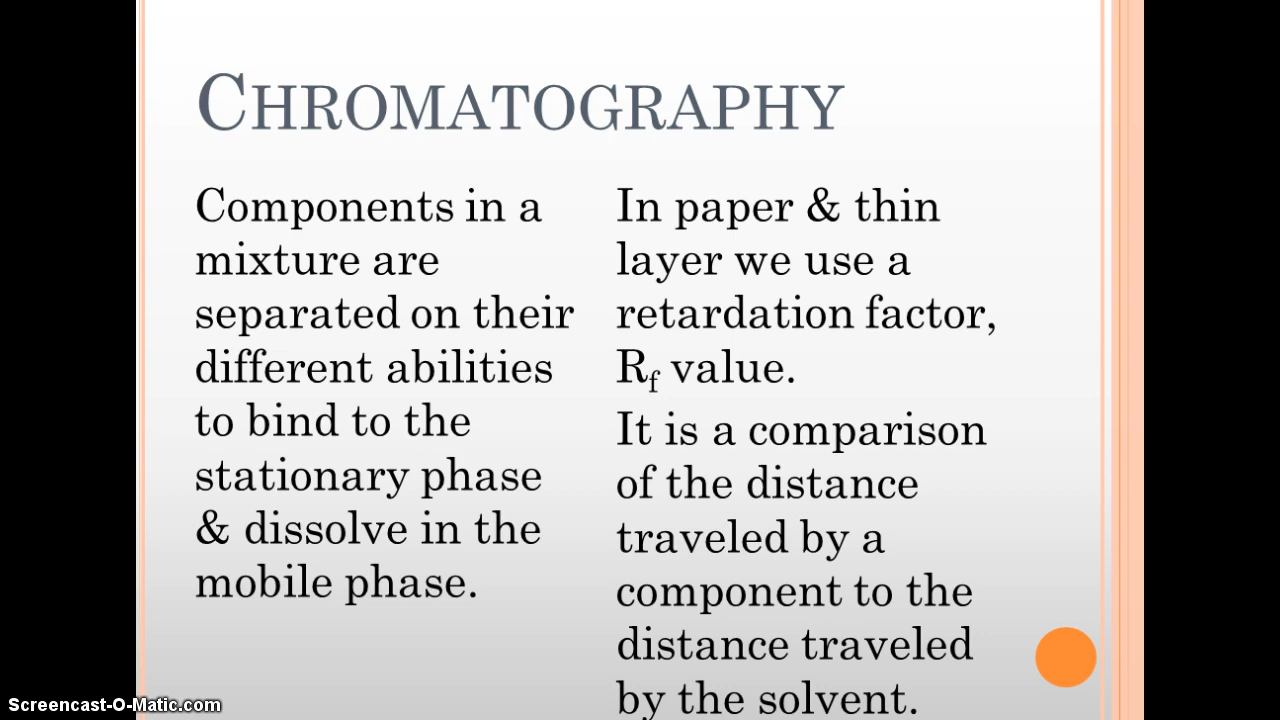 CHROMATOGRAPHY
Components in a
mixture are
separated on their
different abilities
to bind to the
stationary phase
& dissolve in the
mobile phase.
In paper & thin
layer we use a
retardation factor,
Rf value.
It is a comparison
of the distance
traveled by a
component to the
distance traveled
by the solvent.
Screencast-O-Matic.com